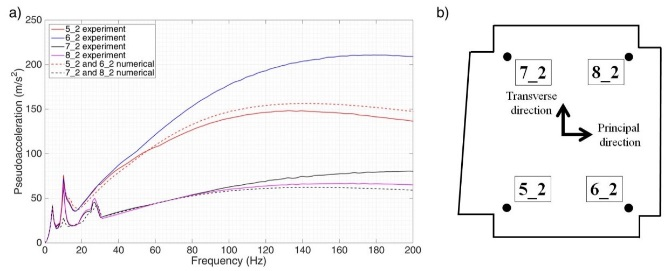 a)
Pseudoacceleration (m/s²)
250
200
150
100
50
0
5_2 experiment
6_2 experiment
7_2 experiment
8_2 experiment
5_2 and 6_2 numerical
7_2 and 8_2 numerical
0 20 40 60 80 100 120 140 160 180 200
Frequency (Hz)
b)
7_2 8_2
Transverse
direction
Principal
direction
5_2 6_2